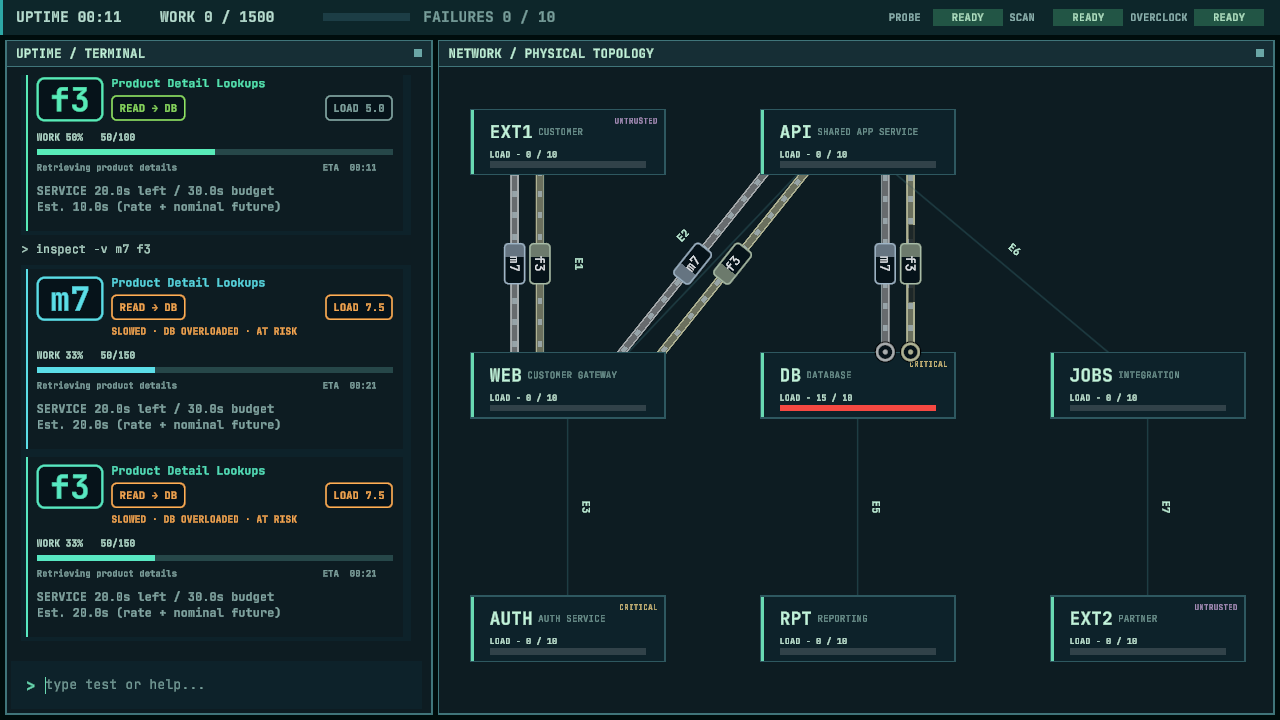 UPTIME 00:11 WORK 0 / 1500 FAILURES 0 / 10 PROBE READY SCAN READY OVERCLOCK READY
UPTIME / TERMINAL
f3 Product Detail Lookups
READ → DB LOAD 5.0
WORK 50% 50/100
Retrieving product details ETA 00:11
SERVICE 20.0s left / 30.0s budget
Est. 10.0s (rate + nominal future)
> inspect -v m7 f3
m7 Product Detail Lookups
READ → DB LOAD 7.5
SLOWED · DB OVERLOADED · AT RISK
WORK 33% 50/150
Retrieving product details ETA 00:21
SERVICE 20.0s left / 30.0s budget
Est. 20.0s (rate + nominal future)
f3 Product Detail Lookups
READ → DB LOAD 7.5
SLOWED · DB OVERLOADED · AT RISK
WORK 33% 50/150
Retrieving product details ETA 00:21
SERVICE 20.0s left / 30.0s budget
Est. 20.0s (rate + nominal future)
> type test or help...
NETWORK / PHYSICAL TOPOLOGY
UNTRUSTED
EXT1 CUSTOMER
LOAD - 0 / 10
API SHARED APP SERVICE
LOAD - 0 / 10
E2
E6
m7 f3 E1 m7 f3 m7 f3
WEB CUSTOMER GATEWAY
LOAD - 0 / 10
CRITICAL
DB DATABASE
LOAD - 15 / 10
JOBS INTEGRATION
LOAD - 0 / 10
E3 E5 E7
CRITICAL
AUTH AUTH SERVICE
LOAD - 0 / 10
RPT REPORTING
LOAD - 0 / 10
UNTRUSTED
EXT2 PARTNER
LOAD - 0 / 10